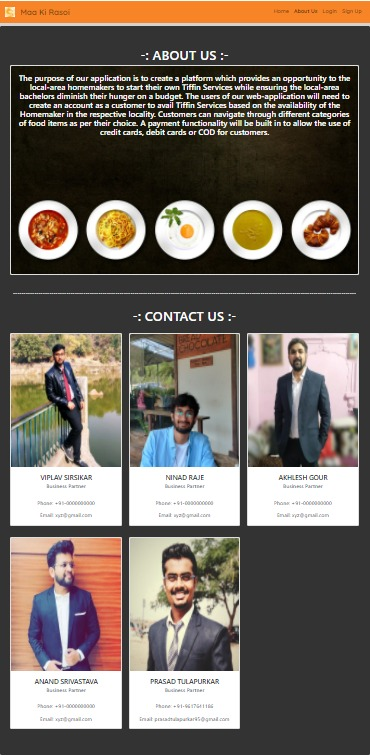 Maa Ki Rasoi
Home About Us Login Sign Up
-: ABOUT US :-
The purpose of our application is to create a platform which provides an opportunity to the
local-area homemakers to start their own Tiffin Services while ensuring the local-area
bachelors diminish their hunger on a budget. The users of our web-application will need to
create an account as a customer to avail Tiffin Services based on the availability of the
Homemaker in the respective locality. Customers can navigate through different categories
of food items as per their choice. A payment functionality will be built in to allow the use of
credit cards, debit cards or COD for customers.
-: CONTACT US :-
CHOCOLATE
VIPLAV SIRSIKAR
Business Partner
Phone: +91-0000000000
Email: xyz@gmail.com
NINAD RAJE
Business Partner
Phone: +91-0000000000
Email: xyz@gmail.com
AKHLESH GOUR
Business Partner
Phone: +91-0000000000
Email: xyz@gmail.com
ANAND SRIVASTAVA
Business Partner
Phone: +91-0000000000
Email: xyz@gmail.com
PRASAD TULAPURKAR
Business Partner
Phone: +91-9617641186
Email: prasadtulapurkar95@gmail.com